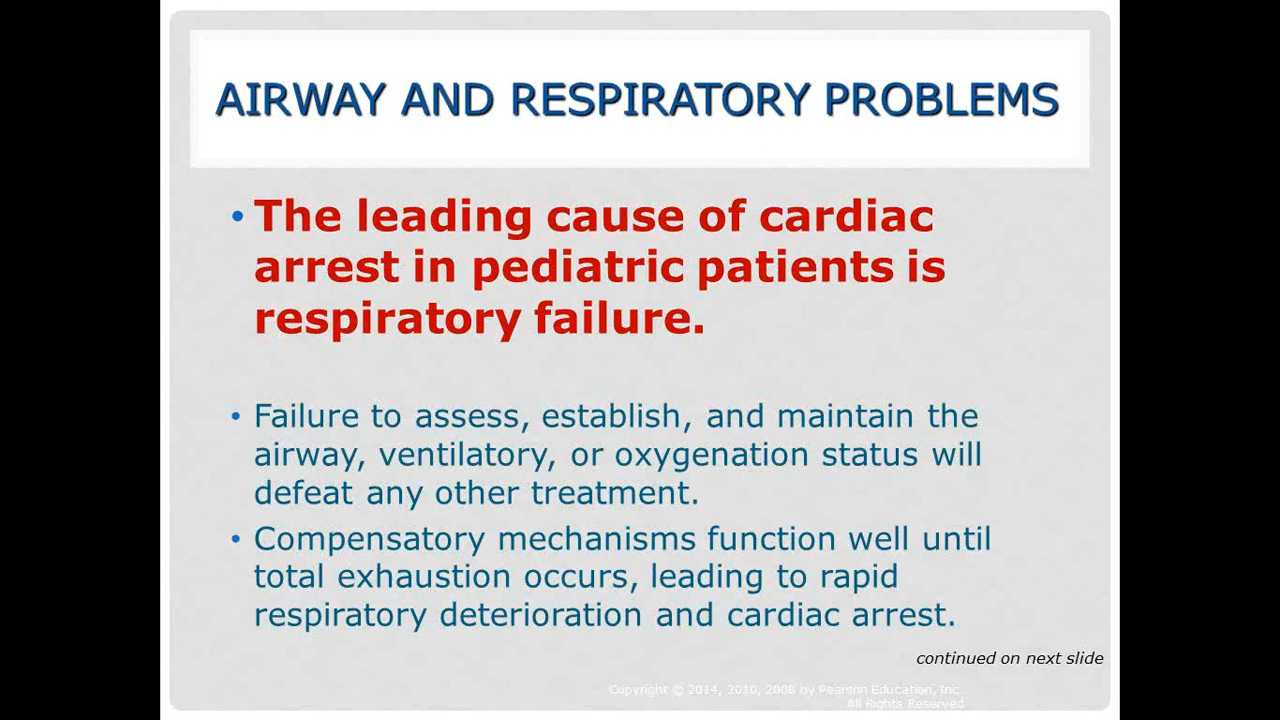 AIRWAY AND RESPIRATORY PROBLEMS
• The leading cause of cardiac
arrest in pediatric patients is
respiratory failure.
• Failure to assess, establish, and maintain the
airway, ventilatory, or oxygenation status will
defeat any other treatment.
• Compensatory mechanisms function well until
total exhaustion occurs, leading to rapid
respiratory deterioration and cardiac arrest.
continued on next slide
Copyright © 2014, 2010, 2008 by Pearson Education, Inc.
All Rights Reserved